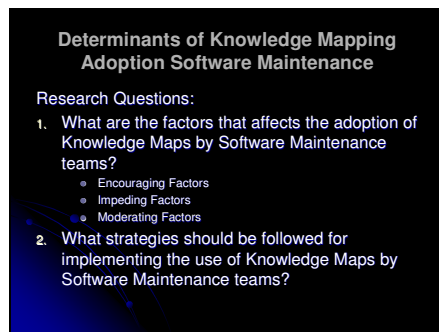 Determinants of Knowledge Mapping
Adoption Software Maintenance
Research Questions:
1. What are the factors that affects the adoption of
Knowledge Maps by Software Maintenance
teams?
Encouraging Factors
Impeding Factors
Moderating Factors
2. What strategies should be followed for
implementing the use of Knowledge Maps by
Software Maintenance teams?